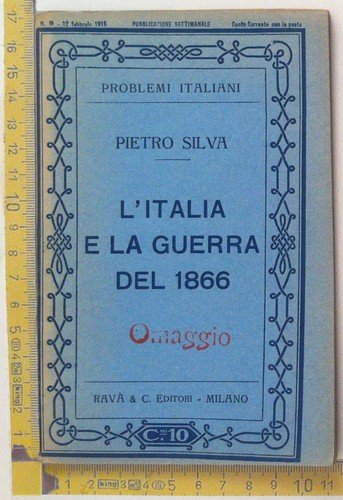 N. 9 - 12 febbraio 1915 PUBBLICAZIONE SETTIMANALE Conto Corrente con la posta
PROBLEMI ITALIANI
PIETRO SILVA
L'ITALIA
E LA GUERRA
DEL 1866
Omaggio
RAVÀ & C. EDITORI - MILANO
C. 10